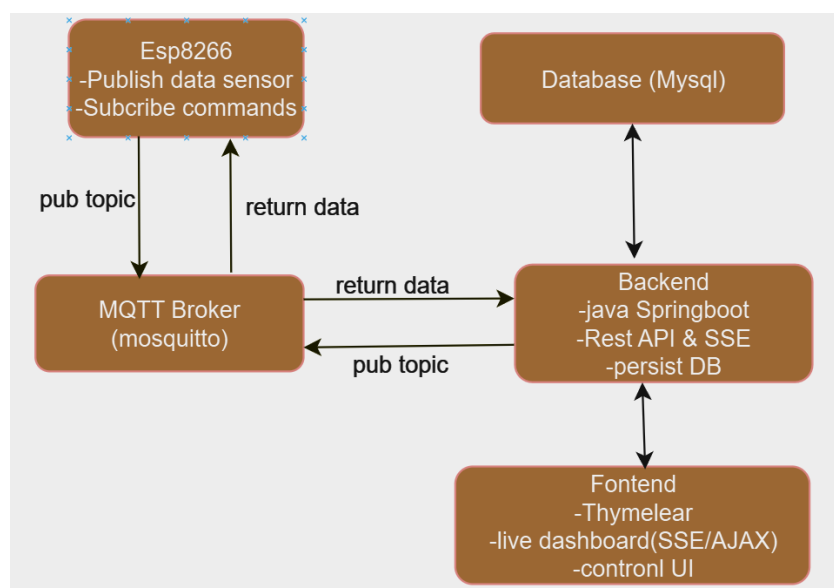 Esp8266
-Publish data sensor
-Subcribe commands
Database (Mysql)
pub topic
return data
MQTT Broker
(mosquitto)
return data
pub topic
Backend
-java Springboot
-Rest API & SSE
-persist DB
Fontend
-Thymelear
-live dashboard(SSE/AJAX)
-contronl UI